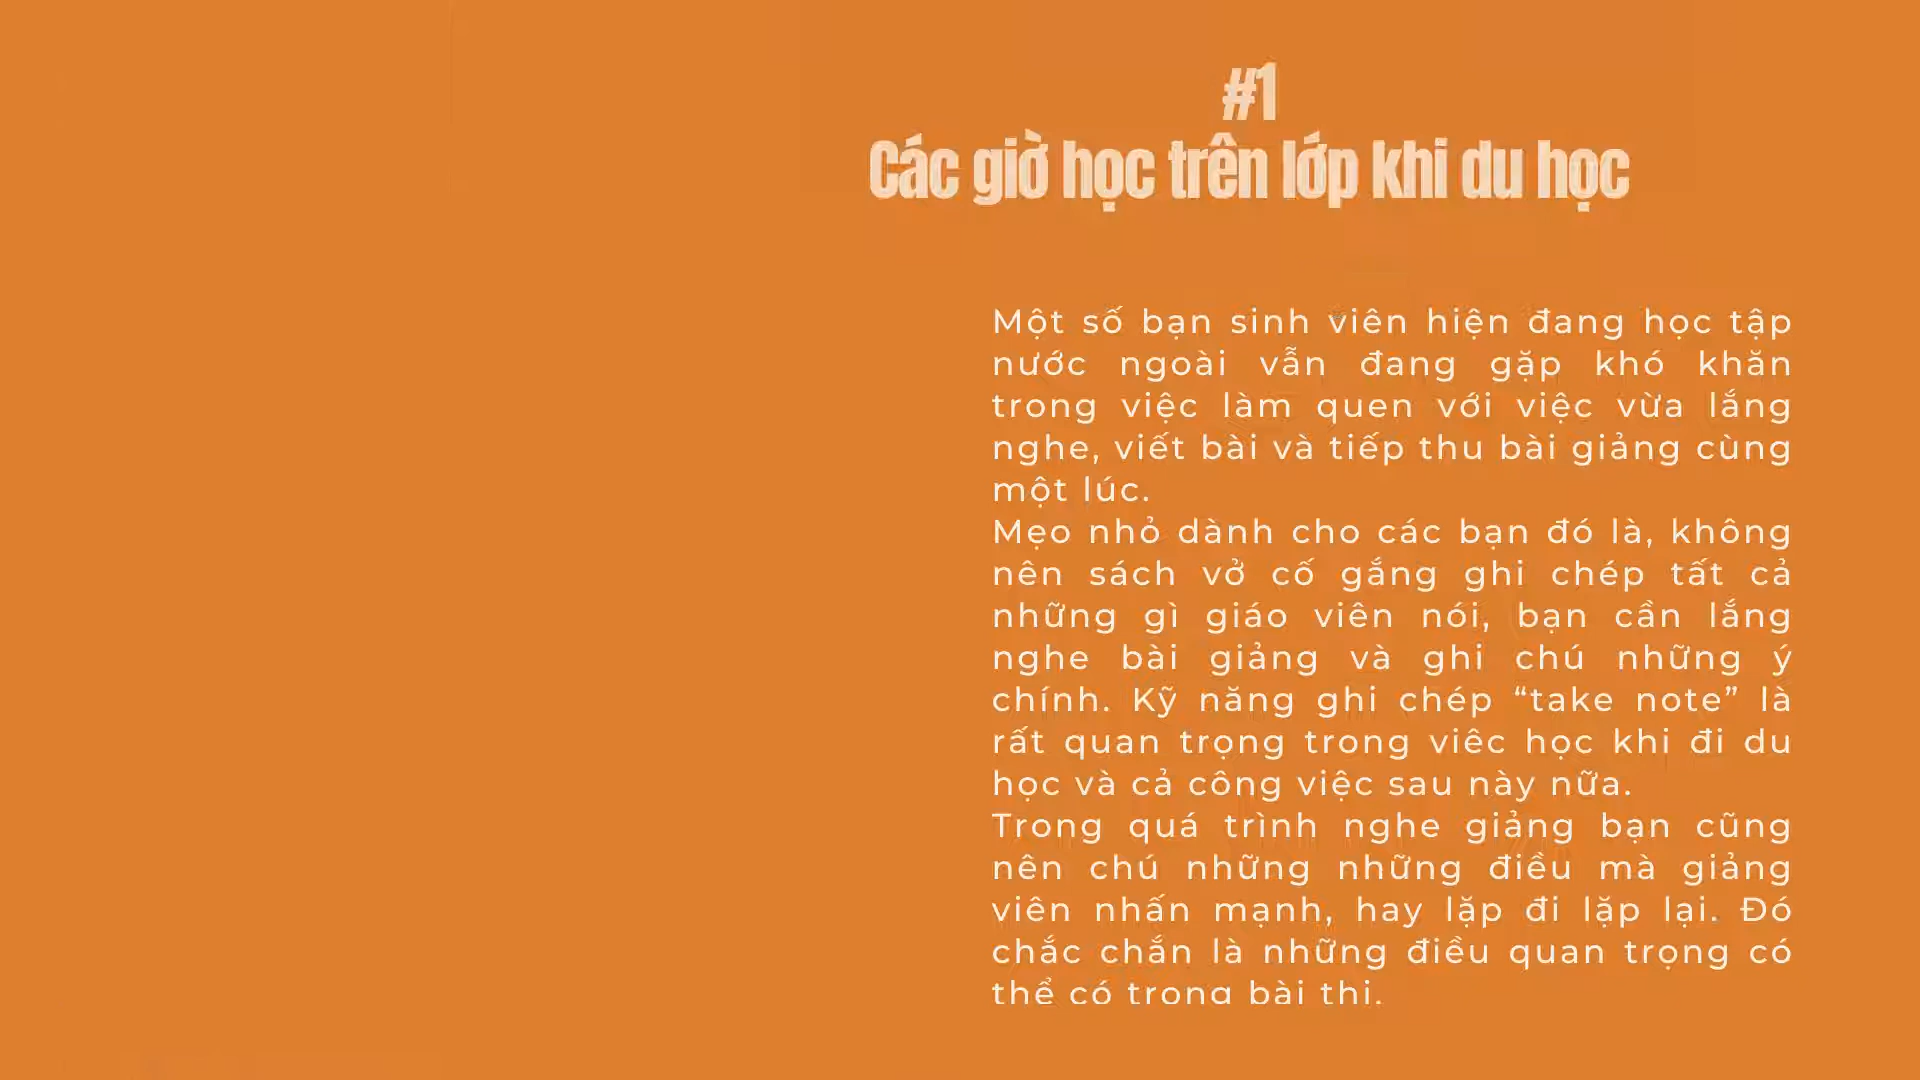 #1
Các giờ học trên lớp khi du học
Một số bạn sinh viên hiện đang học tập
nước ngoài vẫn đang gặp khó khăn
trong việc làm quen với việc vừa lắng
nghe, viết bài và tiếp thu bài giảng cùng
một lúc.
Mẹo nhỏ dành cho các bạn đó là, không
nên sách vở cố gắng ghi chép tất cả
những gì giáo viên nói, bạn cần lắng
nghe bài giảng và ghi chú những ý
chính. Kỹ năng ghi chép “take note” là
rất quan trọng trong viêc học khi đi du
học và cả công việc sau này nữa.
Trong quá trình nghe giảng bạn cũng
nên chú những những điều mà giảng
viên nhấn mạnh, hay lặp đi lặp lại. Đó
chắc chắn là những điều quan trọng có
thể có trong bài thi.